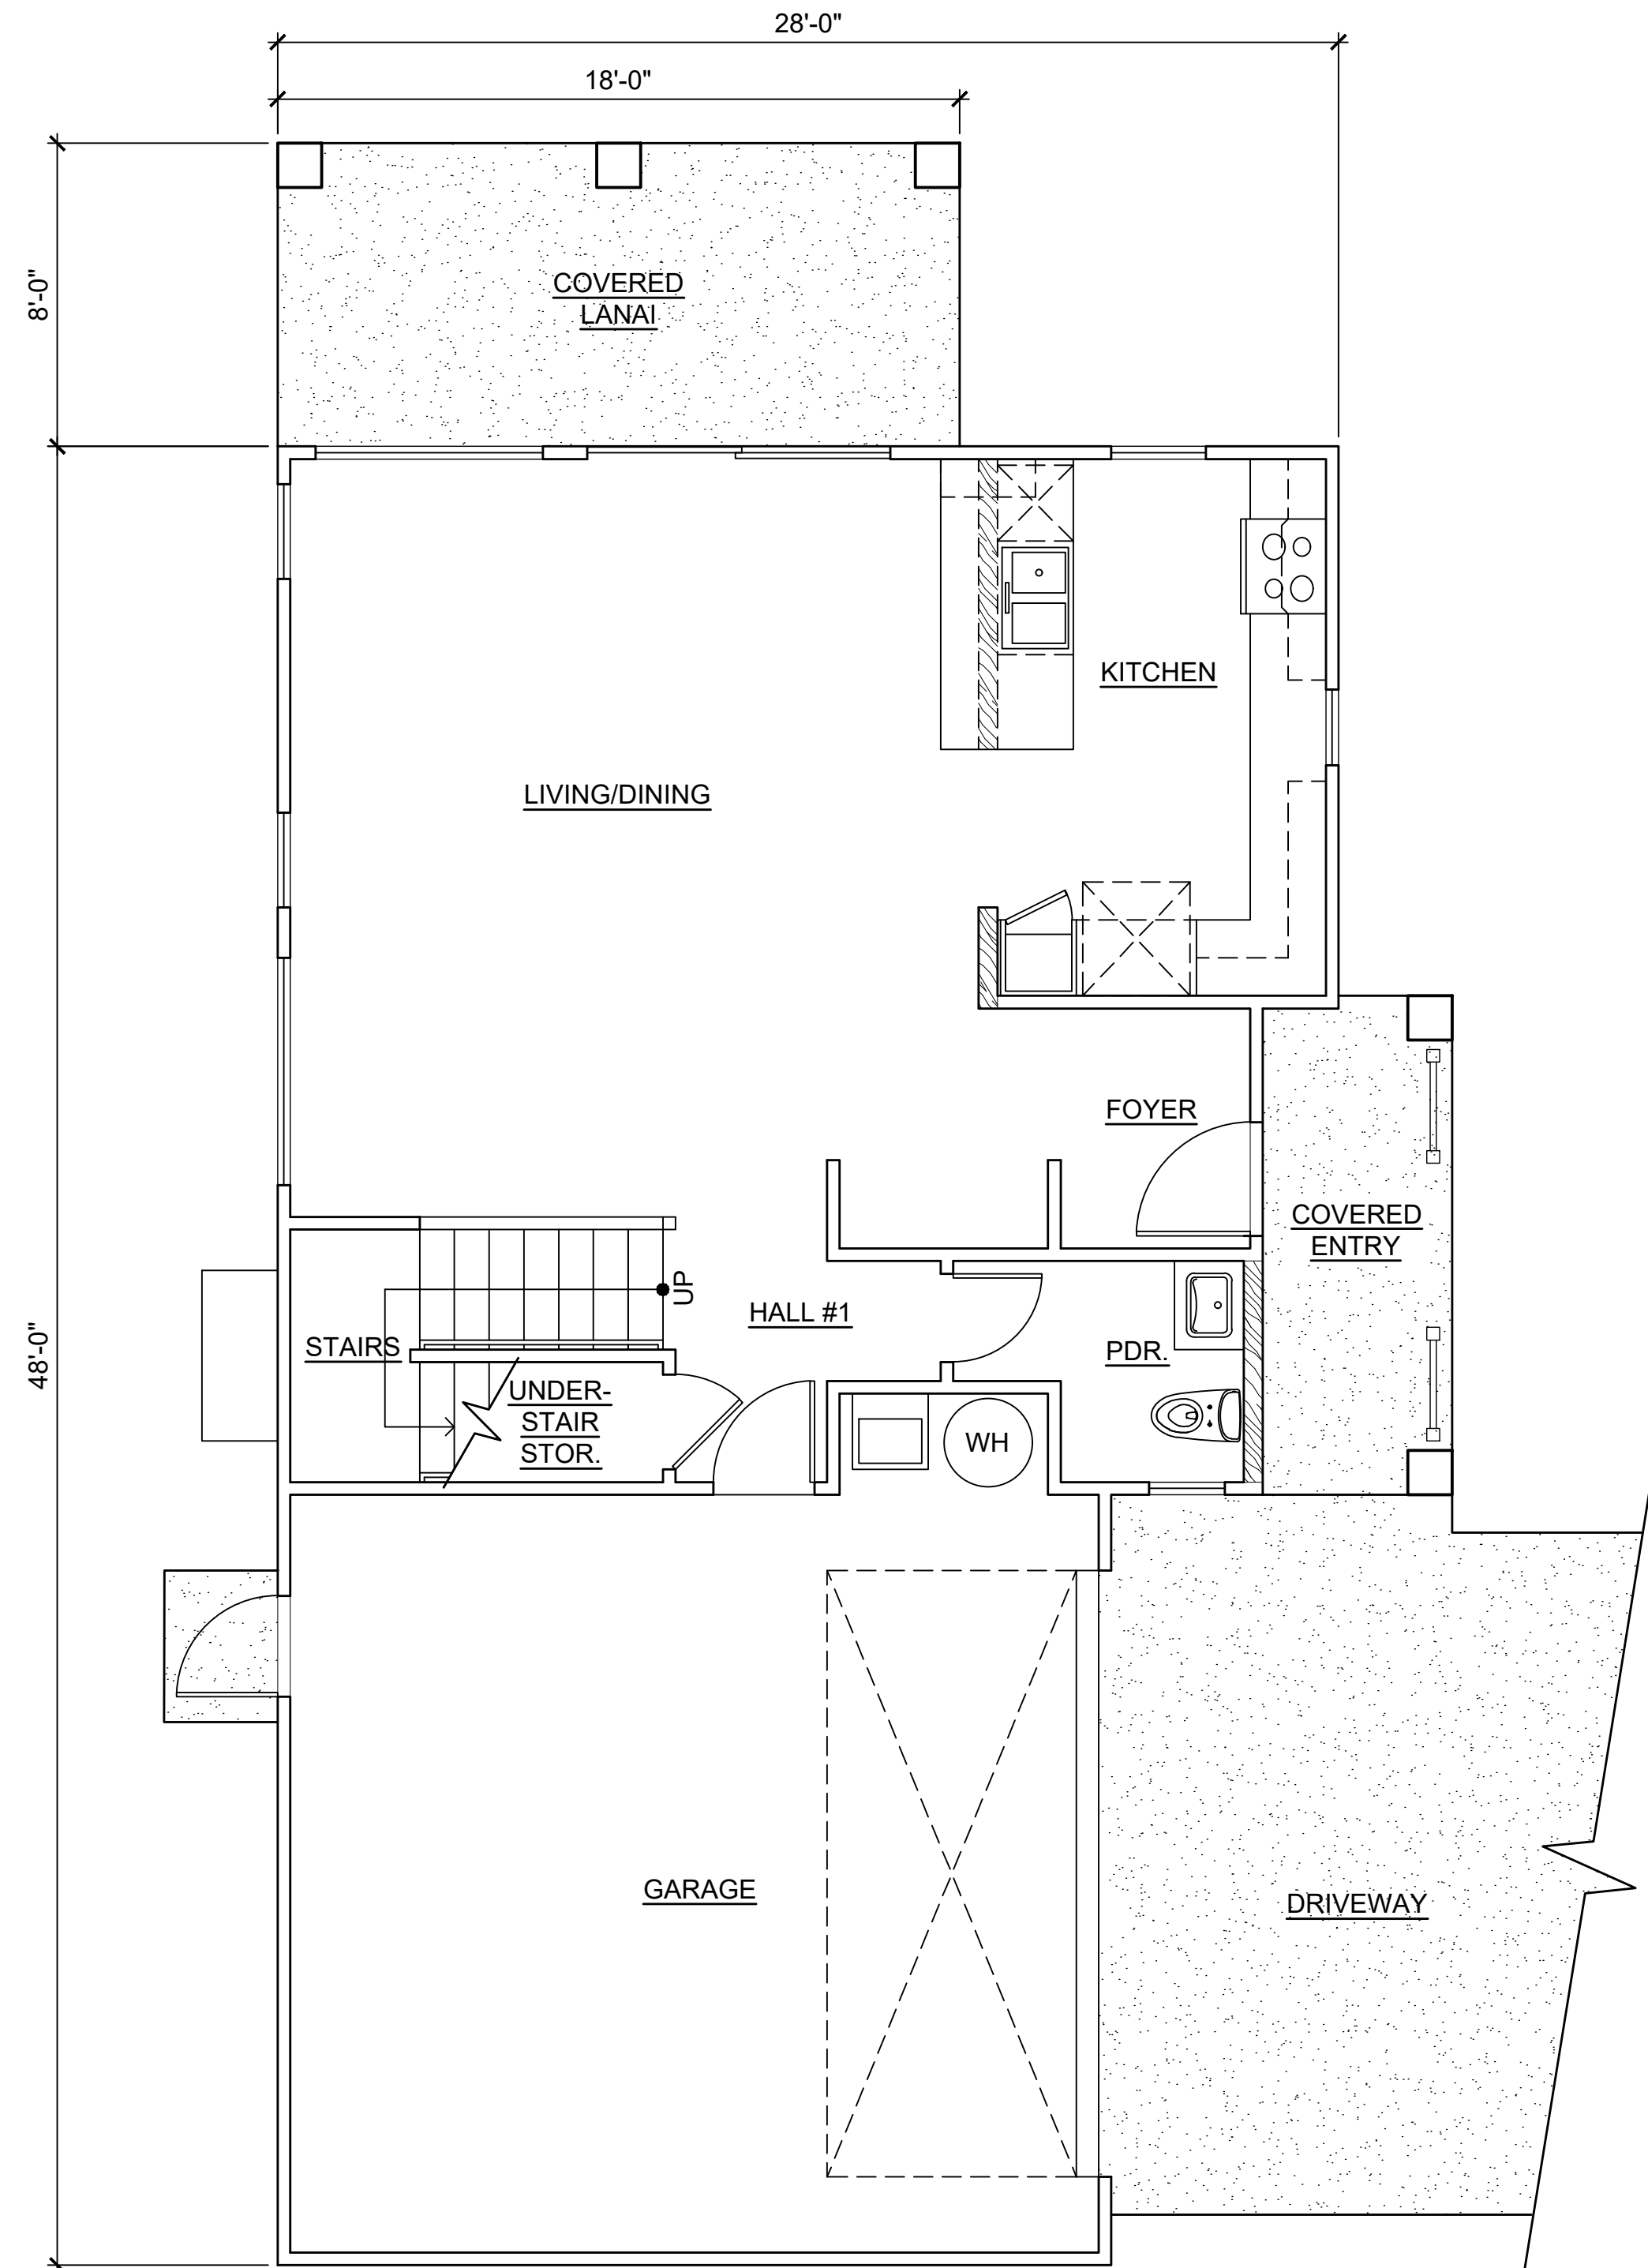 28'-0"
18'-0"
8'-0"
COVERED
LANAI
KITCHEN
LIVING/DINING
FOYER
COVERED
ENTRY
UP
HALL #1
STAIRS
PDR.
48'-0"
UNDER-
STAIR
STOR.
WH
GARAGE
DRIVEWAY